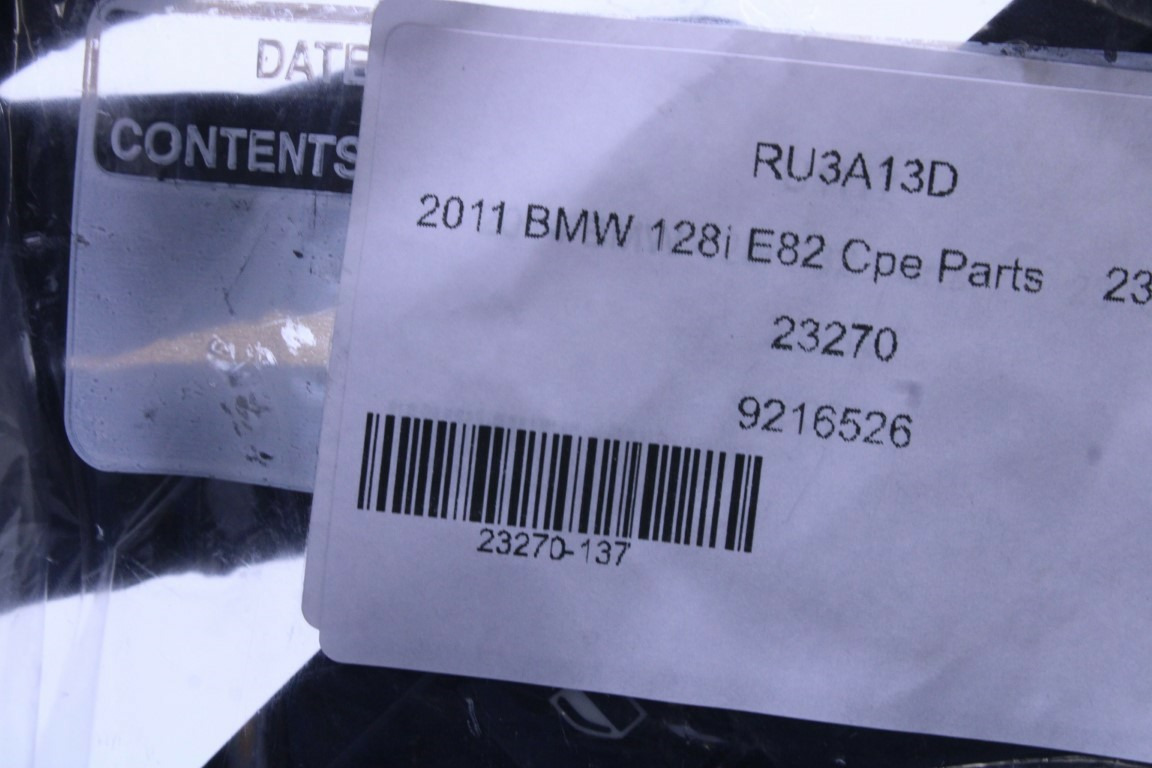 DATE
CONTENTS
RU3A13D
2011 BMW 128i E82 Cpe Parts 23
23270
9216526
23270-137